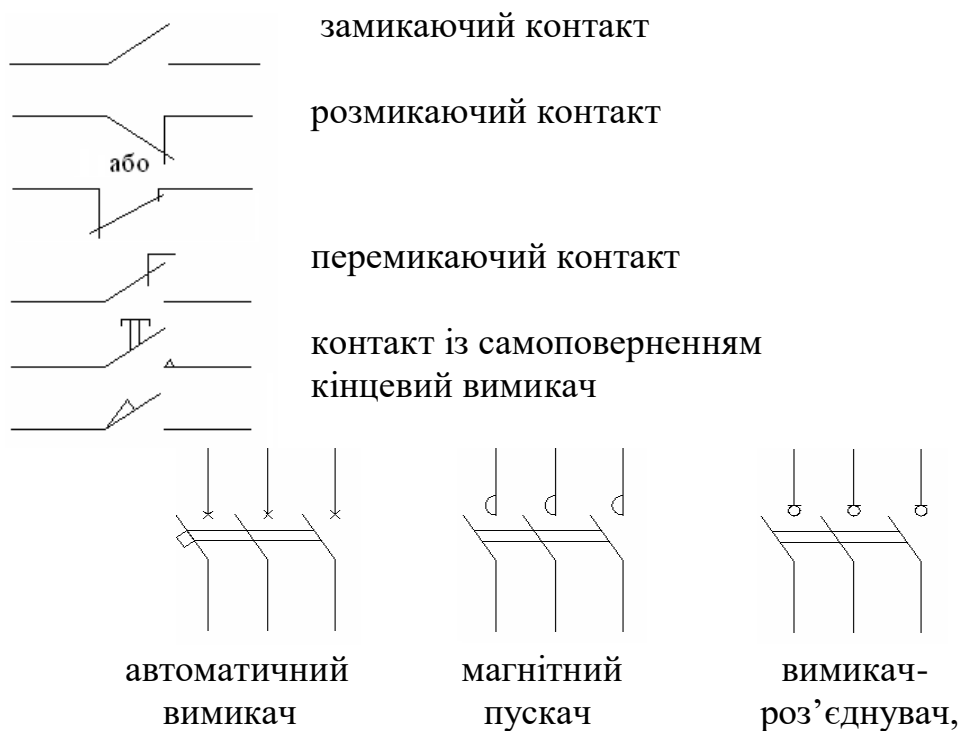 замикаючий контакт
розмикаючий контакт
або
перемикаючий контакт
контакт із самоповерненням
кінцевий вимикач
автоматичний
вимикач
магнітний
пускач
вимикач-
роз’єднувач,